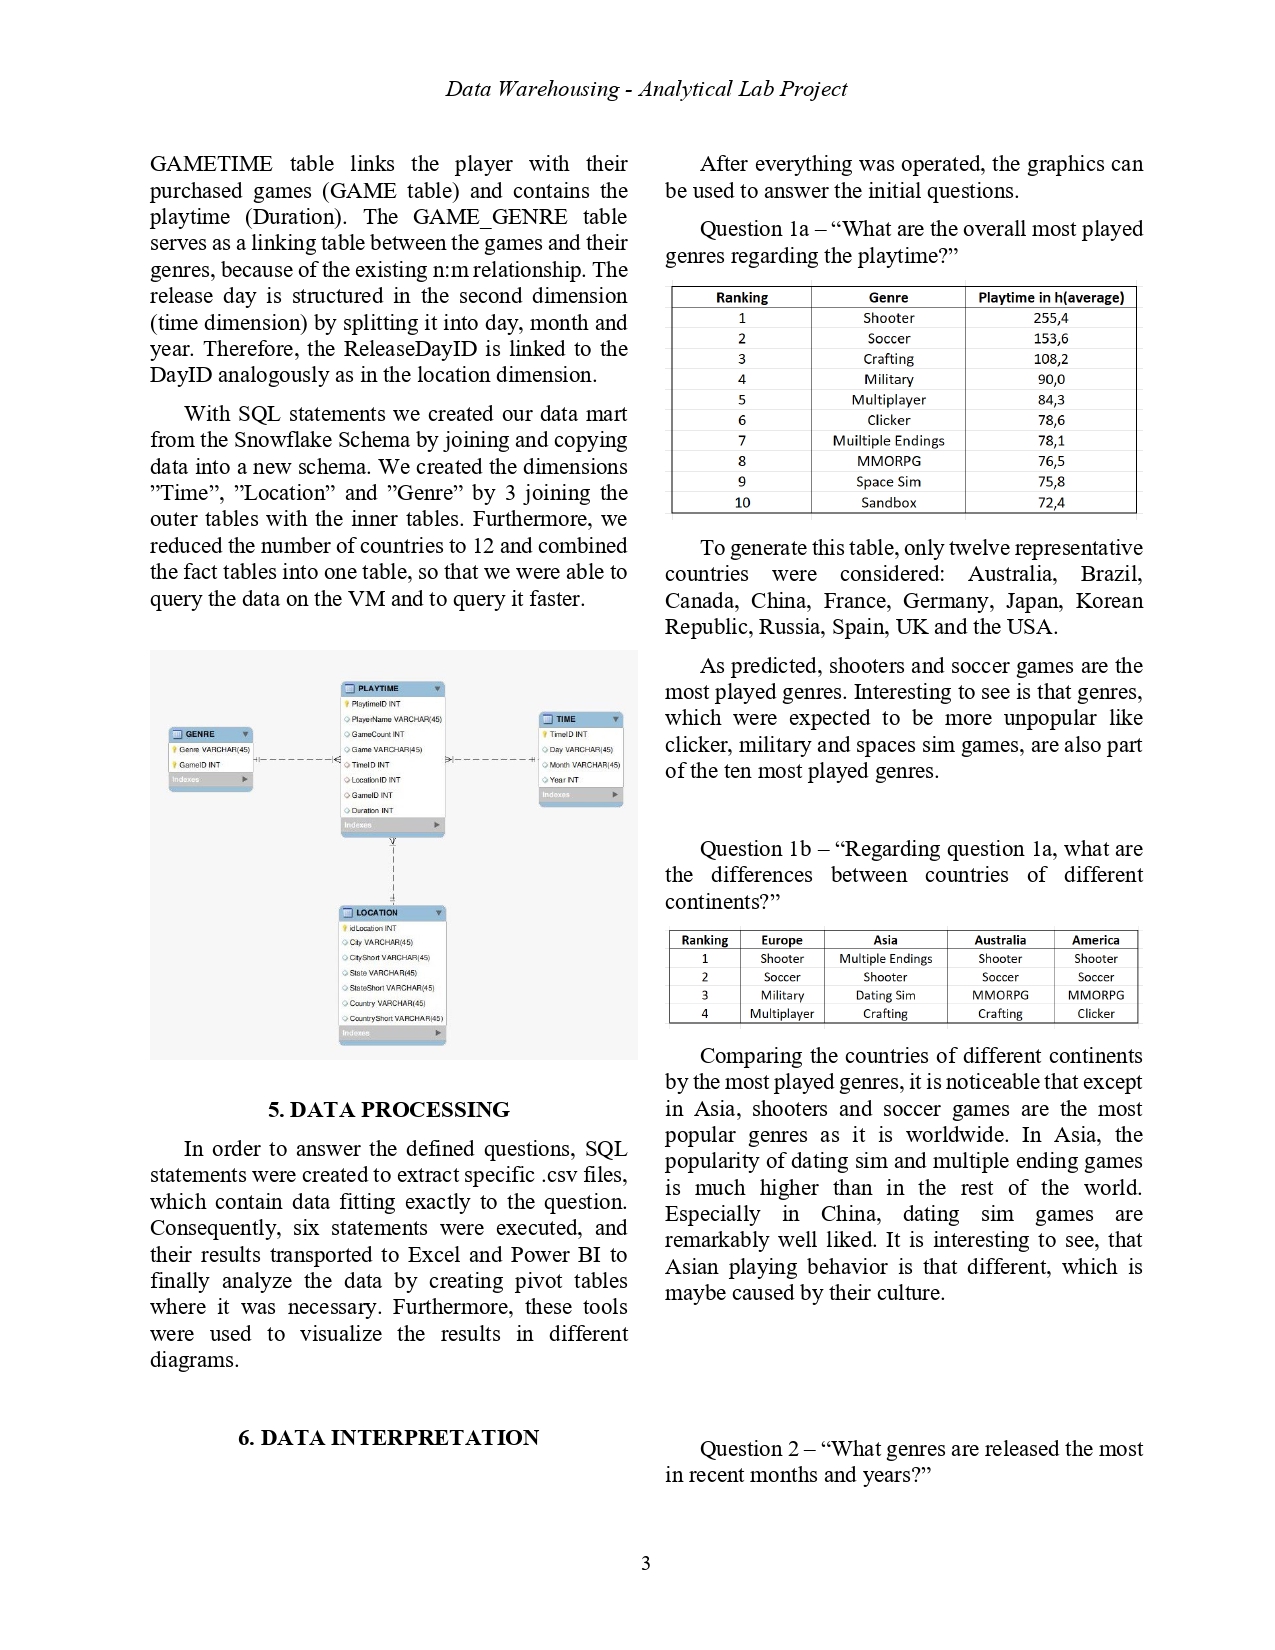 Data Warehousing - Analytical Lab Project
GAMETIME table links the player with their
purchased games (GAME table) and contains the
playtime (Duration). The GAME_GENRE table
serves as a linking table between the games and their
genres, because of the existing n:m relationship. The
release day is structured in the second dimension
(time dimension) by splitting it into day, month and
year. Therefore, the ReleaseDayID is linked to the
DayID analogously as in the location dimension.
With SQL statements we created our data mart
from the Snowflake Schema by joining and copying
data into a new schema. We created the dimensions
”Time”, ”Location” and ”Genre” by 3 joining the
outer tables with the inner tables. Furthermore, we
reduced the number of countries to 12 and combined
the fact tables into one table, so that we were able to
query the data on the VM and to query it faster.
GENRE
Genre VARCHAR(45)
GameID INT
Indexes
PLAYTIME
PlaytimeID INT
PlayerName VARCHAR(45)
GameCount INT
Game VARCHAR(45)
TimeID INT
LocationID INT
GameID INT
Duration INT
Indexes
TIME
TimeID INT
Day VARCHAR(45)
Month VARCHAR(45)
Year INT
Indexes
LOCATION
idLocation INT
City VARCHAR(45)
CityShort VARCHAR(45)
State VARCHAR(45)
StateShort VARCHAR(45)
Country VARCHAR(45)
CountryShort VARCHAR(45)
Indexes
5. DATA PROCESSING
In order to answer the defined questions, SQL
statements were created to extract specific .csv files,
which contain data fitting exactly to the question.
Consequently, six statements were executed, and
their results transported to Excel and Power BI to
finally analyze the data by creating pivot tables
where it was necessary. Furthermore, these tools
were used to visualize the results in different
diagrams.
6. DATA INTERPRETATION
After everything was operated, the graphics can
be used to answer the initial questions.
Question 1a – “What are the overall most played
genres regarding the playtime?”
Ranking Genre Playtime in h(average)
1 Shooter 255,4
2 Soccer 153,6
3 Crafting 108,2
4 Military 90,0
5 Multiplayer 84,3
6 Clicker 78,6
7 Muiltiple Endings 78,1
8 MMORPG 76,5
9 Space Sim 75,8
10 Sandbox 72,4
To generate this table, only twelve representative
countries were considered: Australia, Brazil,
Canada, China, France, Germany, Japan, Korean
Republic, Russia, Spain, UK and the USA.
As predicted, shooters and soccer games are the
most played genres. Interesting to see is that genres,
which were expected to be more unpopular like
clicker, military and spaces sim games, are also part
of the ten most played genres.
Question 1b – “Regarding question 1a, what are
the differences between countries of different
continents?”
Ranking Europe Asia Australia America
1 Shooter Multiple Endings Shooter Shooter
2 Soccer Shooter Soccer Soccer
3 Military Dating Sim MMORPG MMORPG
4 Multiplayer Crafting Crafting Clicker
Comparing the countries of different continents
by the most played genres, it is noticeable that except
in Asia, shooters and soccer games are the most
popular genres as it is worldwide. In Asia, the
popularity of dating sim and multiple ending games
is much higher than in the rest of the world.
Especially in China, dating sim games are
remarkably well liked. It is interesting to see, that
Asian playing behavior is that different, which is
maybe caused by their culture.
Question 2 – “What genres are released the most
in recent months and years?”
3